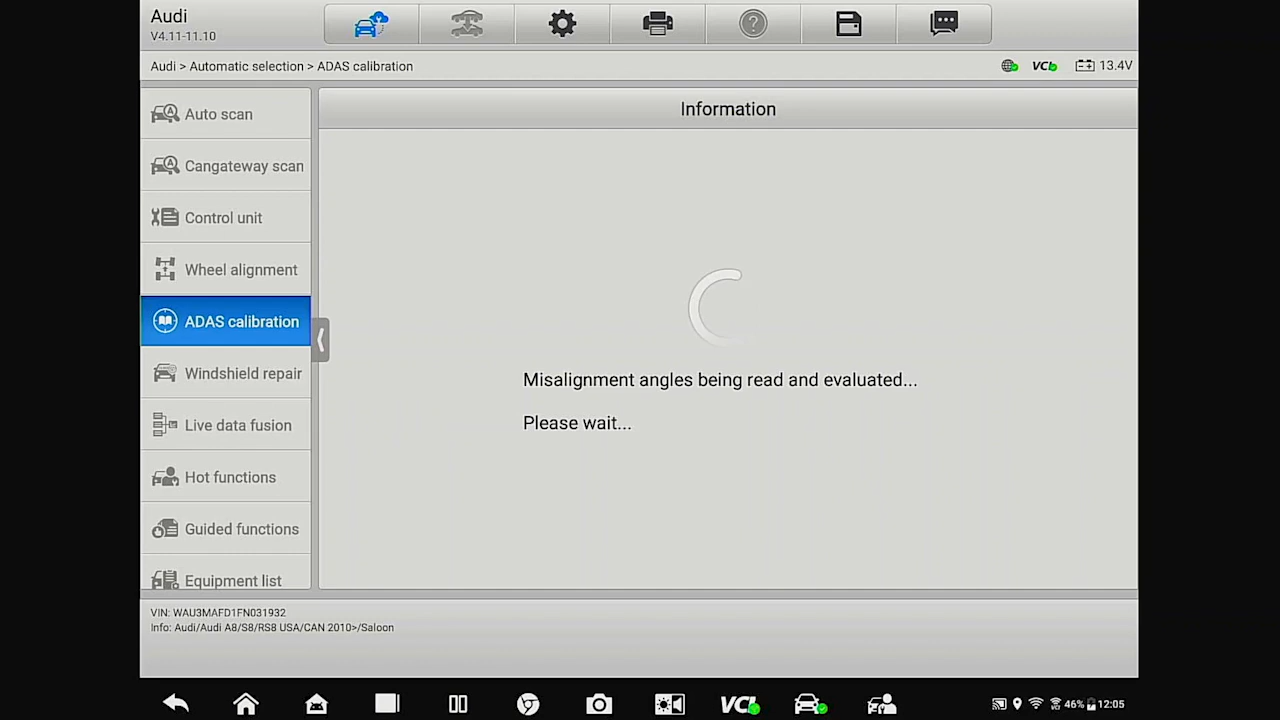 Audi
V4.11-11.10
Audi > Automatic selection > ADAS calibration
VCI
13.4V
Auto scan
Cangateway scan
Control unit
Wheel alignment
ADAS calibration
Windshield repair
Live data fusion
Hot functions
Guided functions
Equipment list
Information
Misalignment angles being read and evaluated...
Please wait...
VIN: WAU3MAFD1FN031932
Info: Audi/Audi A8/S8/RS8 USA/CAN 2010>/Saloon
VCI
46%
12:05